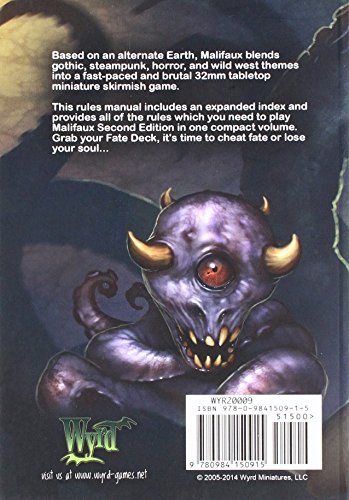 Based on an alternate Earth, Malifaux blends
gothic, steampunk, horror, and wild west themes
into a fast-paced and brutal 32mm tabletop
miniature skirmish game.
This rules manual includes an expanded index and
provides all of the rules which you need to play
Malifaux Second Edition in one compact volume.
Grab your Fate Deck, it's time to cheat fate or lose
your soul...
WYR20009
ISBN 978-0-9841509-1-5
51500>
9 780984 150915
Wyrd
visit us at www.wyrd-games.net
© 2005-2014 Wyrd Miniatures, LLC